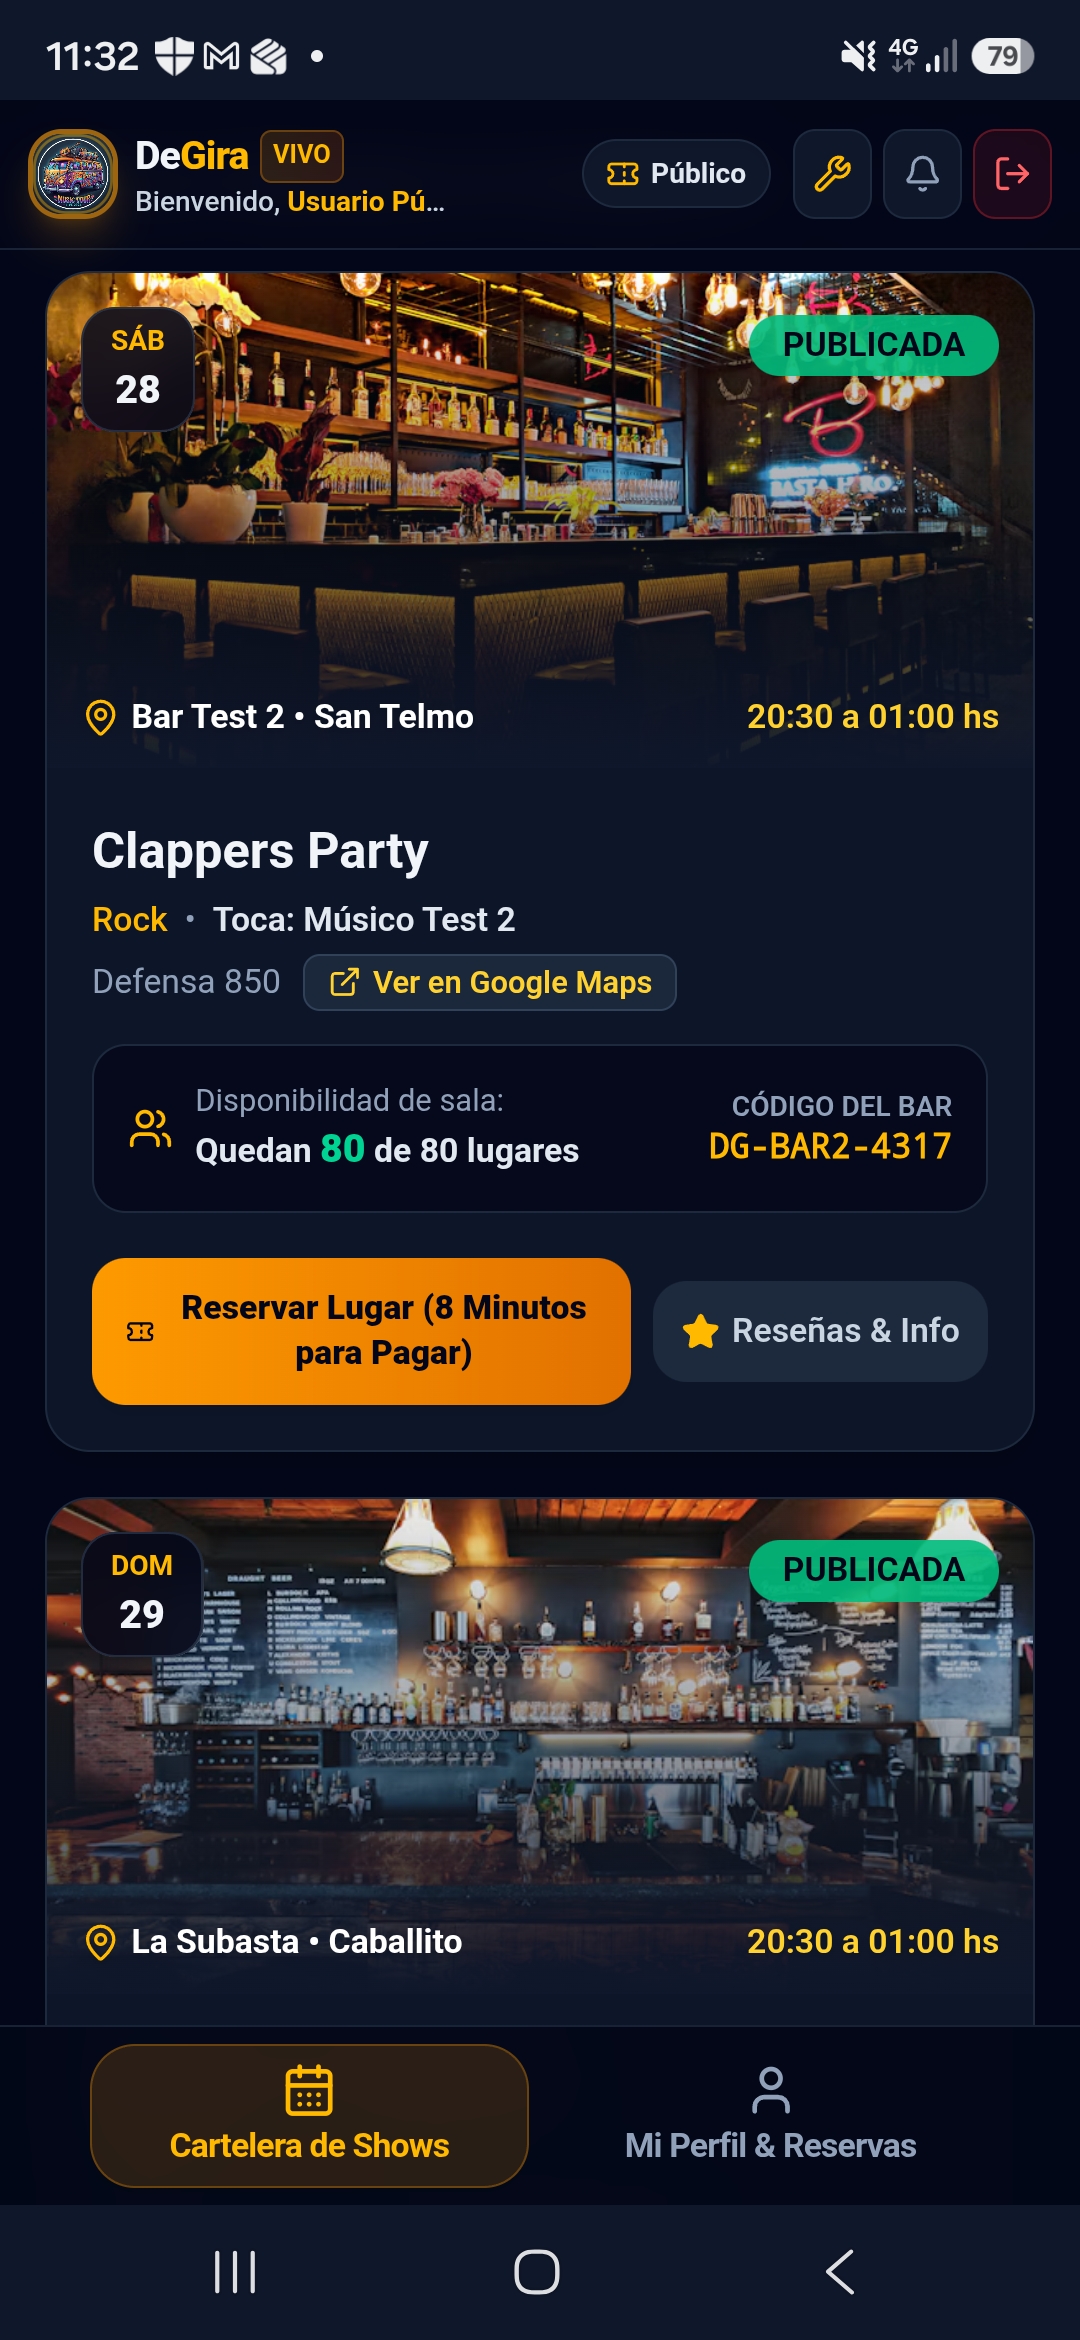 11:32
4G
79
DeGira VIVO
Bienvenido, Usuario Pú...
Público
SÁB
28
PUBLICADA
Bar Test 2 • San Telmo
20:30 a 01:00 hs
Clappers Party
Rock • Toca: Músico Test 2
Defensa 850
Ver en Google Maps
Disponibilidad de sala:
Quedan 80 de 80 lugares
CÓDIGO DEL BAR
DG-BAR2-4317
Reservar Lugar (8 Minutos
para Pagar)
Reseñas & Info
DOM
29
PUBLICADA
DRAUGHT BEER
La Subasta • Caballito
20:30 a 01:00 hs
Cartelera de Shows
Mi Perfil & Reservas